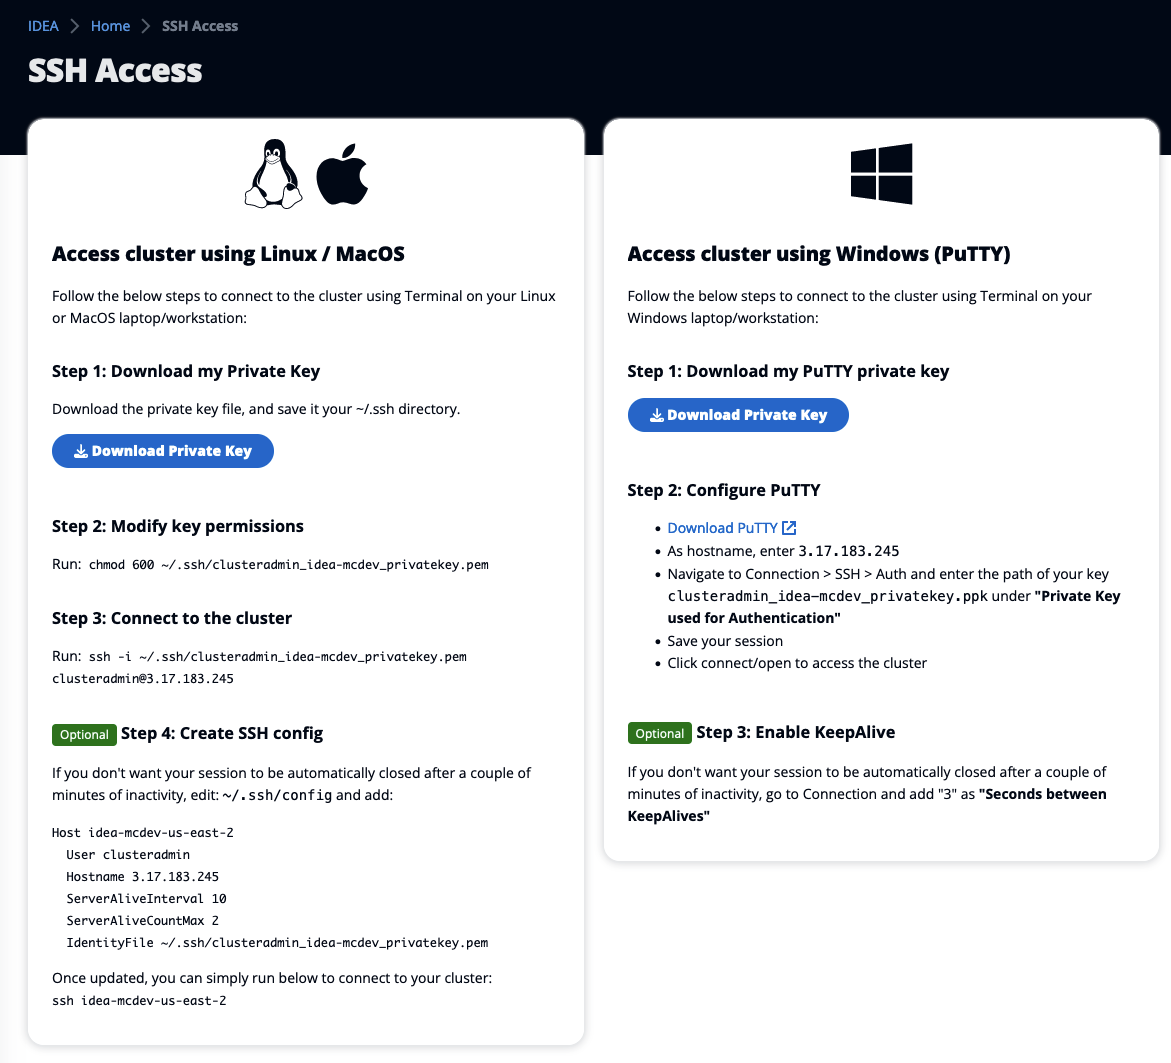 IDEA > Home > SSH Access
SSH Access
Access cluster using Linux / MacOS
Follow the below steps to connect to the cluster using Terminal on your Linux
or MacOS laptop/workstation:
Step 1: Download my Private Key
Download the private key file, and save it your ~/.ssh directory.
Download Private Key
Step 2: Modify key permissions
Run: chmod 600 ~/.ssh/clusteradmin_idea-mcdev_privatekey.pem
Step 3: Connect to the cluster
Run: ssh -i ~/.ssh/clusteradmin_idea-mcdev_privatekey.pem
clusteradmin@3.17.183.245
Optional Step 4: Create SSH config
If you don't want your session to be automatically closed after a couple of
minutes of inactivity, edit: ~/.ssh/config and add:
Host idea-mcdev-us-east-2
  User clusteradmin
  Hostname 3.17.183.245
  ServerAliveInterval 10
  ServerAliveCountMax 2
  IdentityFile ~/.ssh/clusteradmin_idea-mcdev_privatekey.pem
Once updated, you can simply run below to connect to your cluster:
ssh idea-mcdev-us-east-2
Access cluster using Windows (PuTTY)
Follow the below steps to connect to the cluster using Terminal on your
Windows laptop/workstation:
Step 1: Download my PuTTY private key
Download Private Key
Step 2: Configure PuTTY
• Download PuTTY
• As hostname, enter 3.17.183.245
• Navigate to Connection > SSH > Auth and enter the path of your key
clusteradmin_idea-mcdev_privatekey.ppk under "Private Key
used for Authentication"
• Save your session
• Click connect/open to access the cluster
Optional Step 3: Enable KeepAlive
If you don't want your session to be automatically closed after a couple of
minutes of inactivity, go to Connection and add "3" as "Seconds between
KeepAlives"